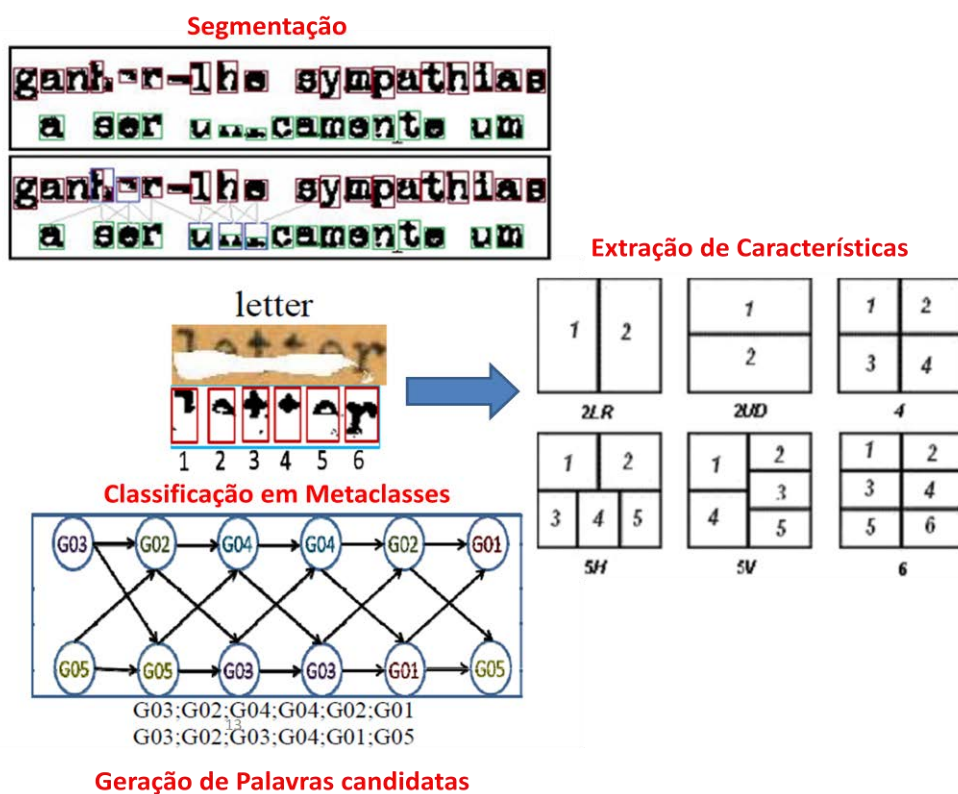 Segmentação
ganh-r-lhe sympathias
a ser u...camente um
ganh-r-lhe sympathias
a ser u...camente um
Extração de Característificas
letter
letter
1 2 3 4 5 6
1 2
2LR
1
2
2UD
1 2
3 4
4
1 2
3 4 5
5H
1 2
3
4 5
5V
1 2
3 4
5 6
6
Classificação em Metaclasses
G03 G02 G04 G04 G02 G01
G05 G05 G03 G03 G01 G05
G03;G02;G04;G04;G02;G01
13
G03;G02;G03;G04;G01;G05
Geração de Palavras candidatas